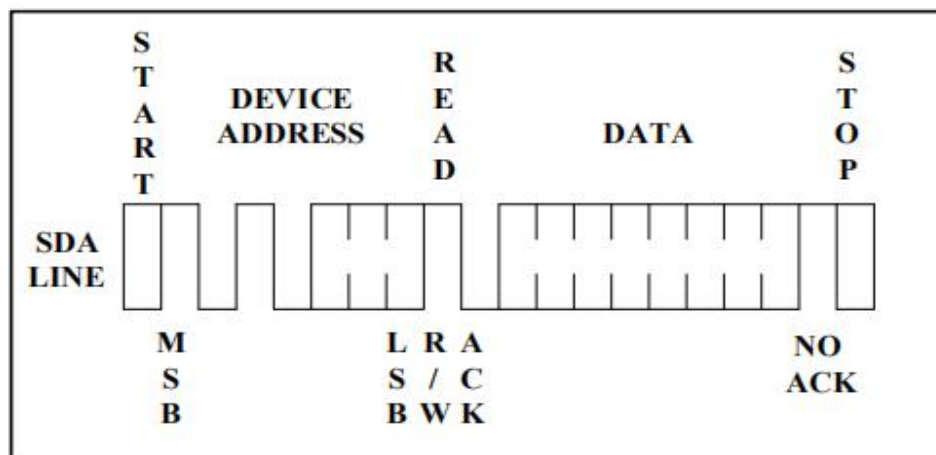 START
DEVICE
ADDRESS
READ
DATA
STOP
SDA
LINE
MSB
LSB
R/W
ACK
NO
ACK